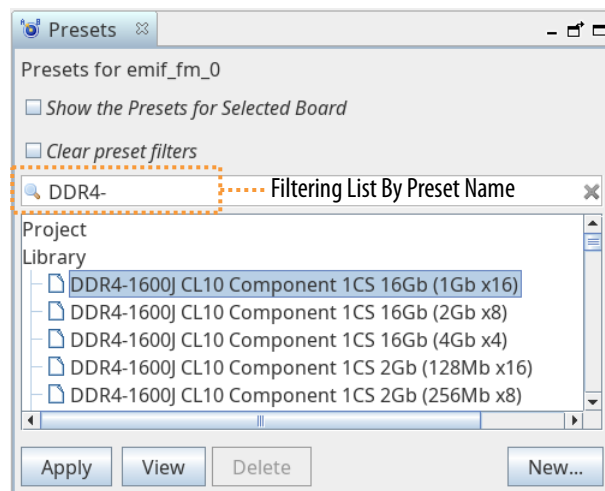 Presets
Presets for emif_fm_0
Show the Presets for Selected Board
Clear preset filters
DDR4-
Filtering List By Preset Name
Project
Library
DDR4-1600J CL10 Component 1CS 16Gb (1Gb x16)
DDR4-1600J CL10 Component 1CS 16Gb (2Gb x8)
DDR4-1600J CL10 Component 1CS 16Gb (4Gb x4)
DDR4-1600J CL10 Component 1CS 2Gb (128Mb x16)
DDR4-1600J CL10 Component 1CS 2Gb (256Mb x8)
Apply View Delete New...